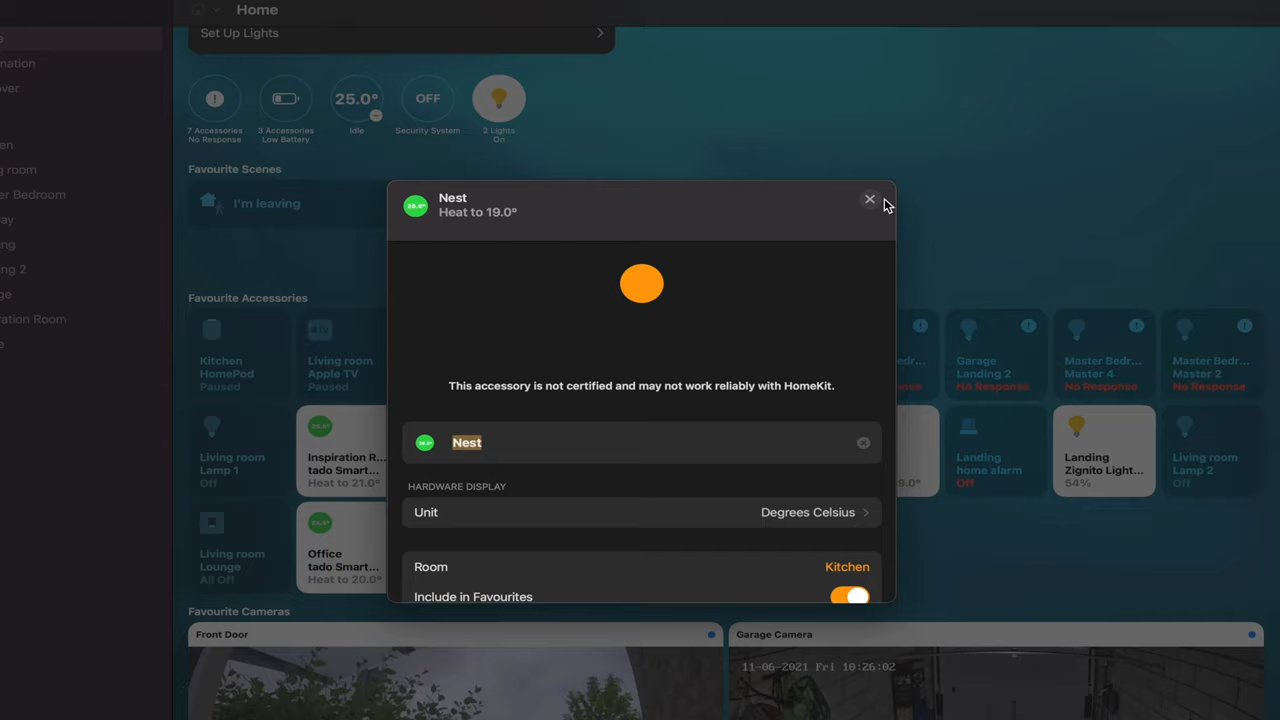 Home
Set Up Lights
25.0°
OFF
7 Accessories
No Response
3 Accessories
Low Battery
Idle
Security System
2 Lights
On
Favourite Scenes
I'm leaving
Nest
Heat to 19.0°
This accessory is not certified and may not work reliably with HomeKit.
Nest
HARDWARE DISPLAY
Unit
Degrees Celsius
Room
Kitchen
Include in Favourites
Favourite Accessories
Kitchen
HomePod
Paused
Living room
Apple TV
Paused
Garage
Landing 2
No Response
Master Bedr...
Master 4
No Response
Master Bedr...
Master 2
No Response
Living room
Lamp 1
Off
Inspiration R...
tado Smart...
Heat to 21.0°
Landing
home alarm
Off
Landing
Zignito Light...
54%
Living room
Lamp 2
Off
Living room
Lounge
All Off
Office
tado Smart...
Heat to 20.0°
Favourite Cameras
Front Door
Garage Camera
11-06-2021 Fri 10:26:02